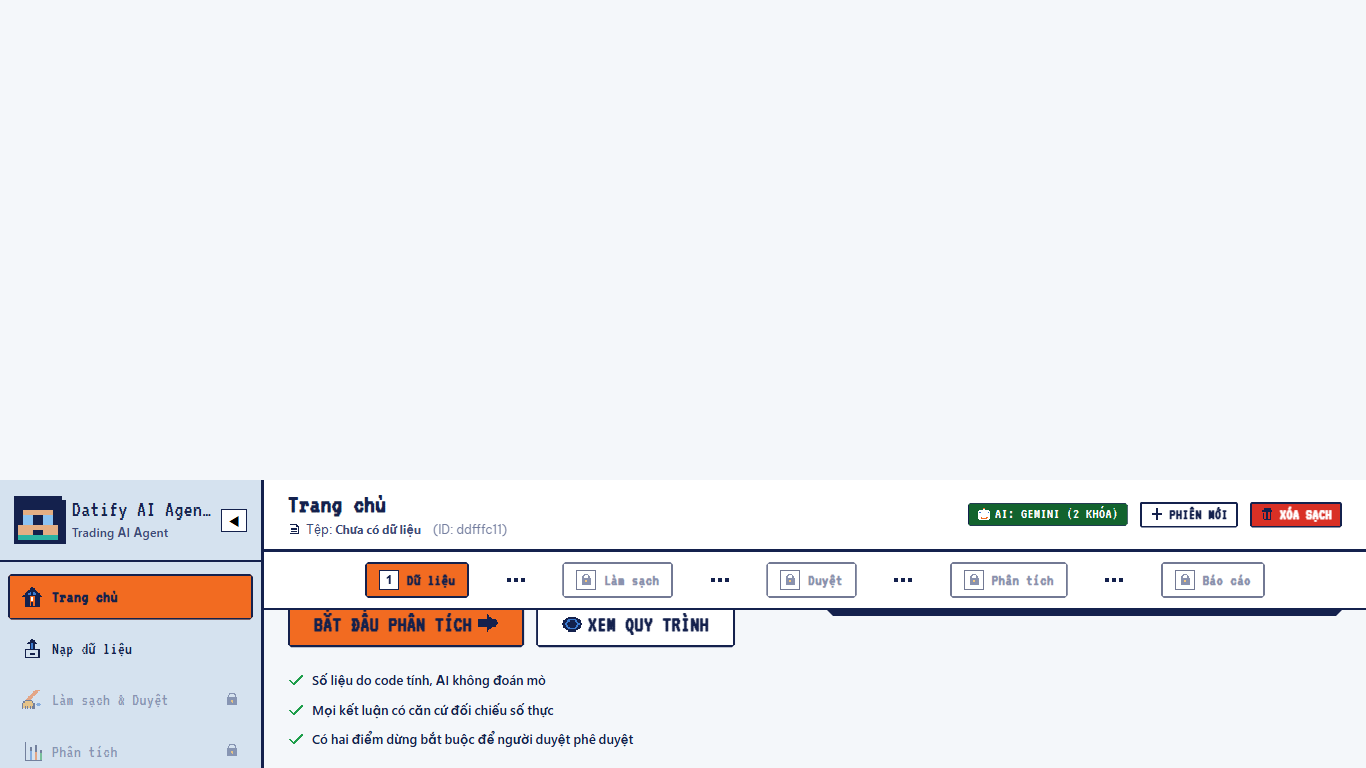 Datify AI Agen…
Trading AI Agent
Trang chủ
Nạp dữ liệu
Làm sạch & Duyệt
Phân tích
Trang chủ
Tệp: Chưa có dữ liệu (ID: ddfffc11)
AI: GEMINI (2 KHÓA)
PHIÊN MỚI
XÓA SẠCH
1 Dữ liệu
Làm sạch
Duyệt
Phân tích
Báo cáo
BẮT ĐẦU PHÂN TÍCH
XEM QUY TRÌNH
Số liệu do code tính, AI không đoán mò
Mọi kết luận có căn cứ đối chiếu số thực
Có hai điểm dừng bắt buộc để người duyệt phê duyệt